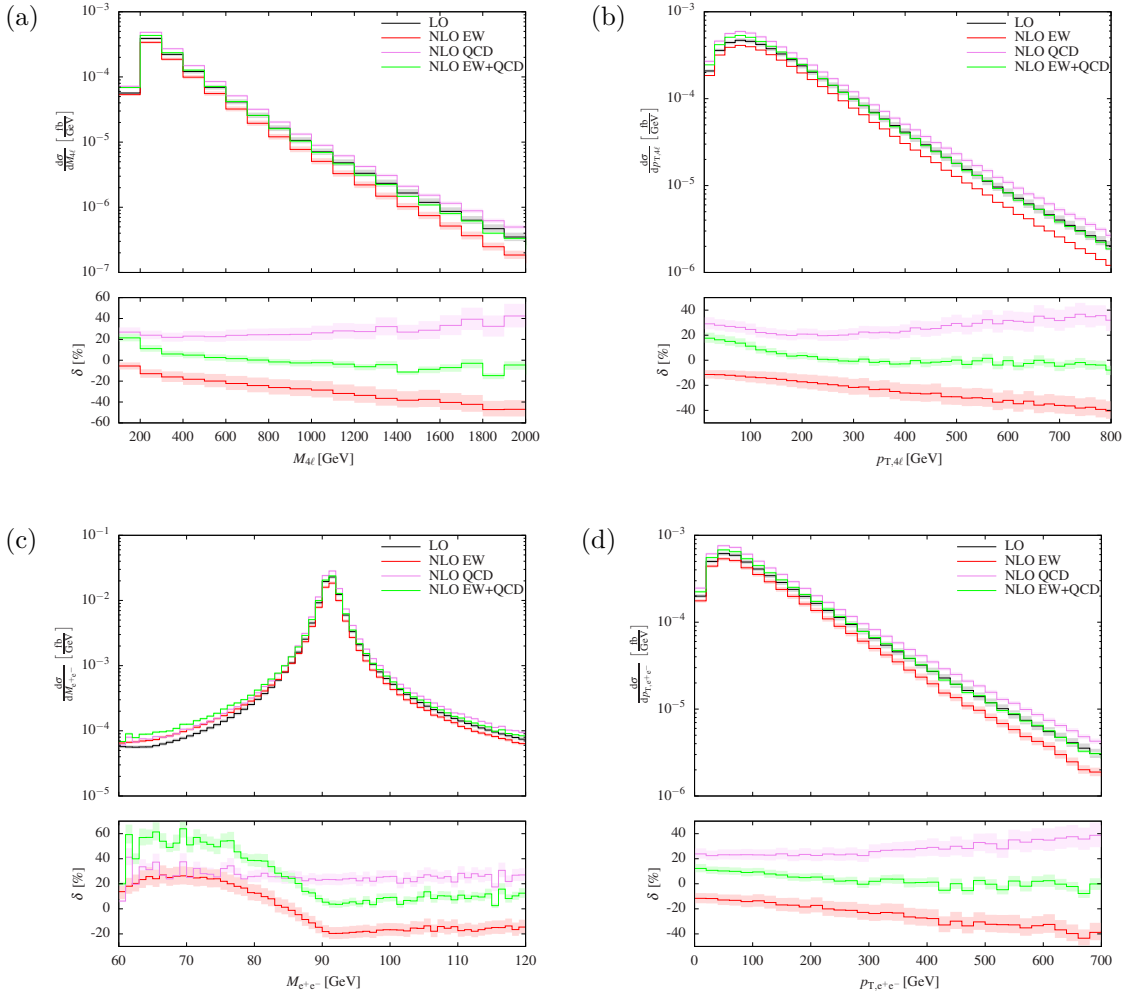 (a)
10⁻³
10⁻⁴
10⁻⁵
10⁻⁶
10⁻⁷
dσ/dM₄ℓ [fb/GeV]
LO
NLO EW
NLO QCD
NLO EW+QCD
60
40
20
0
-20
-40
-60
δ [%]
200 400 600 800 1000 1200 1400 1600 1800 2000
M₄ℓ [GeV]
(b)
10⁻³
10⁻⁴
10⁻⁵
10⁻⁶
dσ/dp_T,4ℓ [fb/GeV]
LO
NLO EW
NLO QCD
NLO EW+QCD
40
20
0
-20
-40
δ [%]
100 200 300 400 500 600 700 800
p_T,4ℓ [GeV]
(c)
10⁻¹
10⁻²
10⁻³
10⁻⁴
10⁻⁵
dσ/dM_e⁺e⁻ [fb/GeV]
LO
NLO EW
NLO QCD
NLO EW+QCD
60
40
20
0
-20
δ [%]
60 70 80 90 100 110 120
M_e⁺e⁻ [GeV]
(d)
10⁻³
10⁻⁴
10⁻⁵
10⁻⁶
dσ/dp_T,e⁺e⁻ [fb/GeV]
LO
NLO EW
NLO QCD
NLO EW+QCD
40
20
0
-20
-40
δ [%]
0 100 200 300 400 500 600 700
p_T,e⁺e⁻ [GeV]